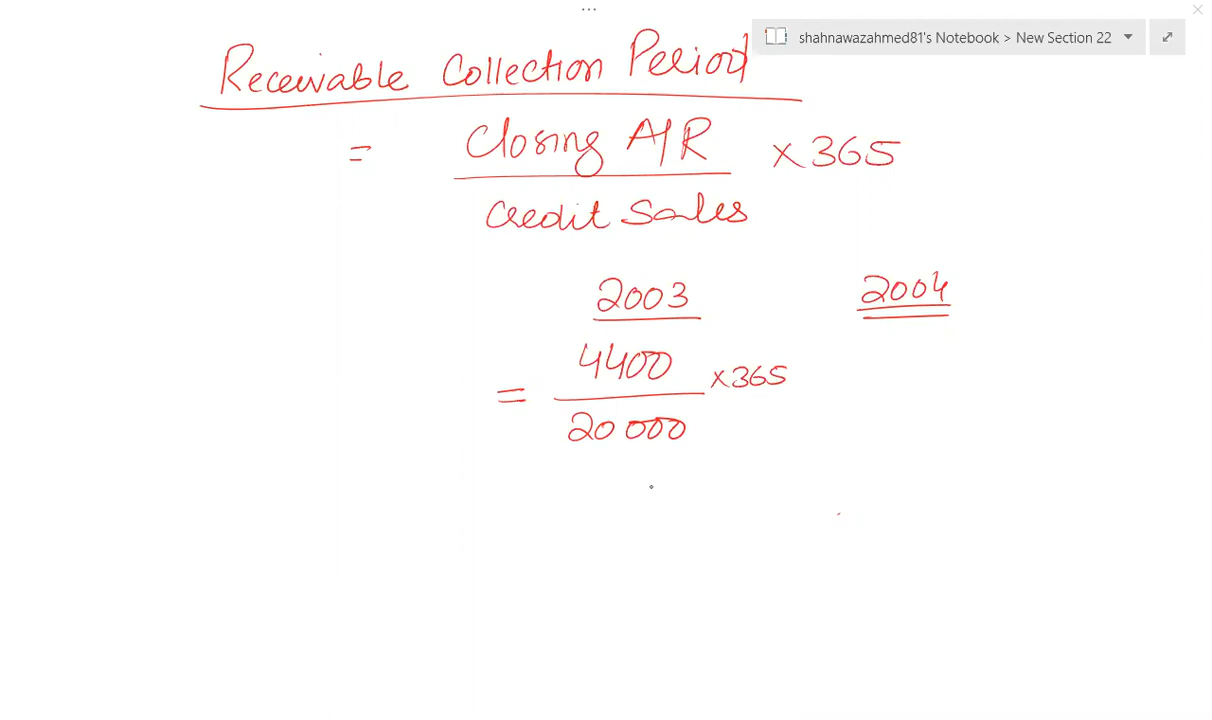 ...
shahnawazahmed81's Notebook > New Section 22
Receivable Collection Period
= Closing A/R × 365
Credit Sales
2003 2004
= 4400 ×365
20000